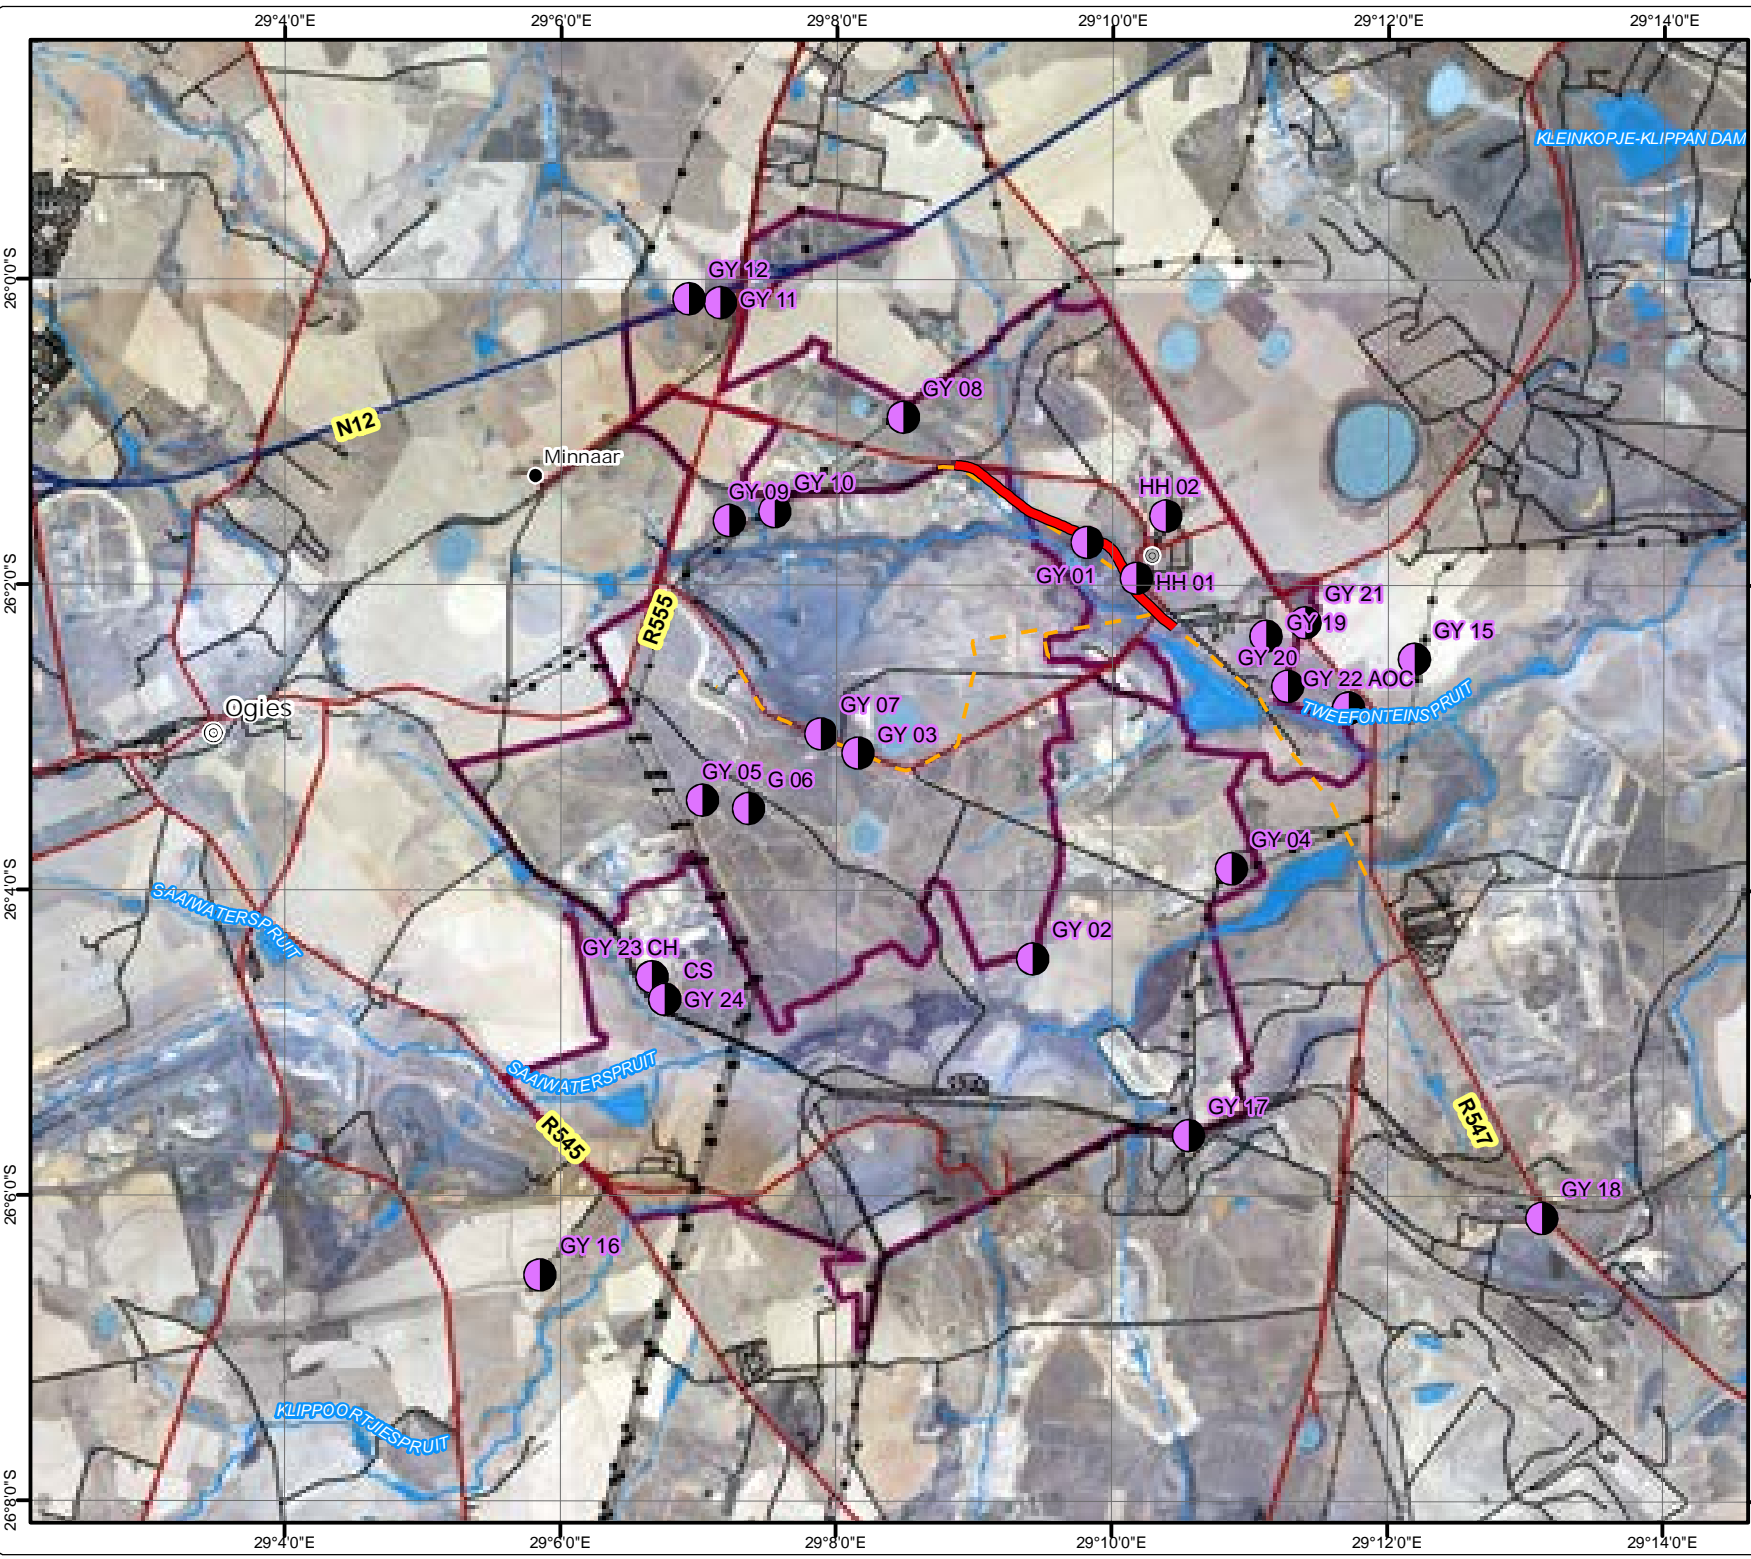 29°4'0"E
29°6'0"E
29°8'0"E
29°10'0"E
29°12'0"E
29°14'0"E
KLEINKOPJE-KLIPPAN DAM
26°0'0"S
GY 12
GY 11
GY 08
N12
Minnaar
GY 09
GY 10
HH 02
GY 01
HH 01
26°2'0"S
R555
GY 21
GY 19
GY 15
GY 20
GY 22 AOC
TWEEFONTEINSPRUIT
Ogies
GY 07
GY 03
GY 05
G 06
GY 04
26°4'0"S
SAAIWATERSPRUIT
GY 02
GY 23 CH
CS
GY 24
SAAIWATERSPRUIT
R545
GY 17
R547
GY 18
26°6'0"S
GY 16
KLIPPOORTJIESPRUIT
26°8'0"S
29°4'0"E
29°6'0"E
29°8'0"E
29°10'0"E
29°12'0"E
29°14'0"E